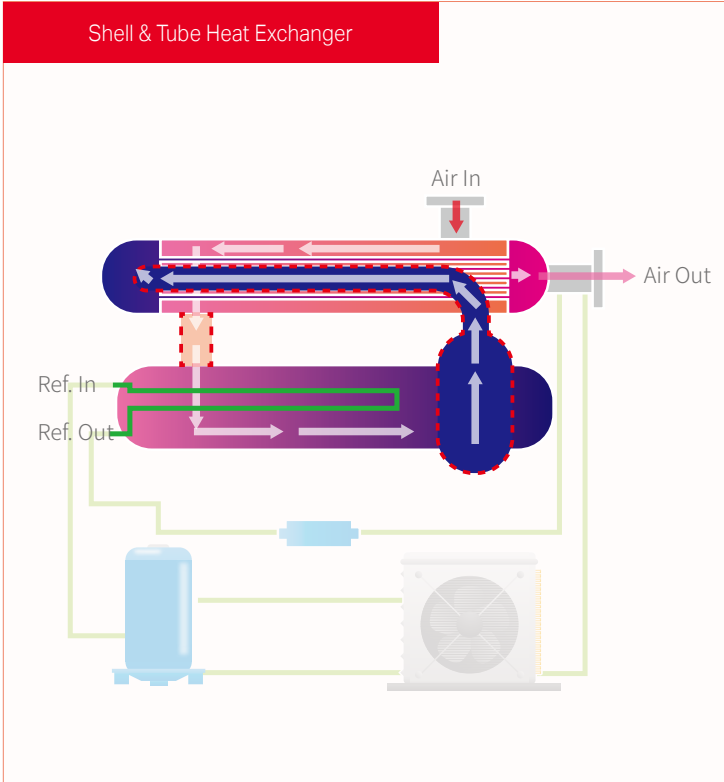 Shell & Tube Heat Exchanger
Air In
Air Out
Ref. In
Ref. Out